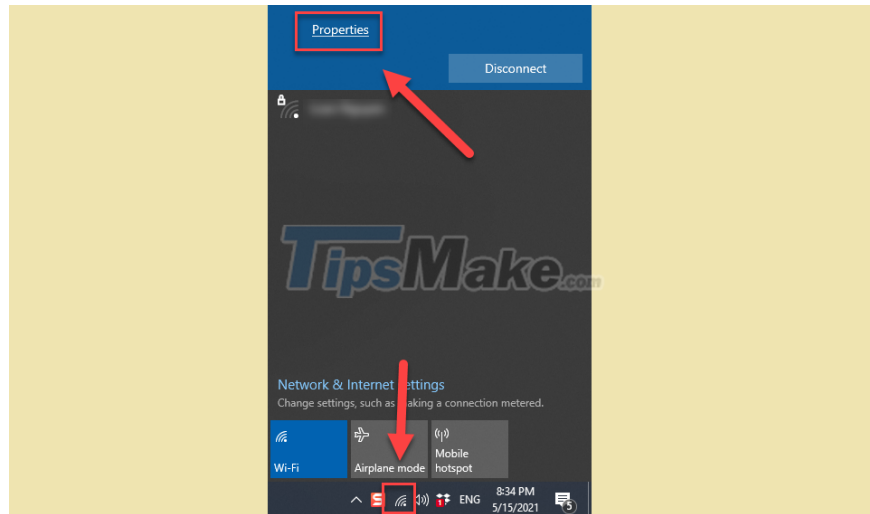 Properties
Disconnect
TipsMake.com
Network & Internet settings
Change settings, such as making a connection metered.
Wi-Fi
Airplane mode
Mobile
hotspot
S
1
ENG
8:34 PM
5/15/2021
5